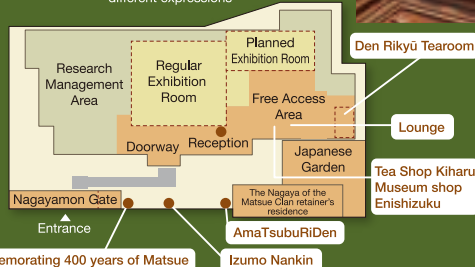 different expressions
Den Rikyū Tearoom
Planned
Exhibition Room
Regular
Exhibition
Room
Research
Management
Area
Free Access
Area
Lounge
Doorway
Reception
Japanese
Garden
Tea Shop Kiharu
Museum shop
Enishizuku
Nagayamon Gate
The Nagaya of the
Matsue Clan retainer's
residence
Entrance
AmaTsubuRiDen
emorating 400 years of Matsue
Izumo Nankin